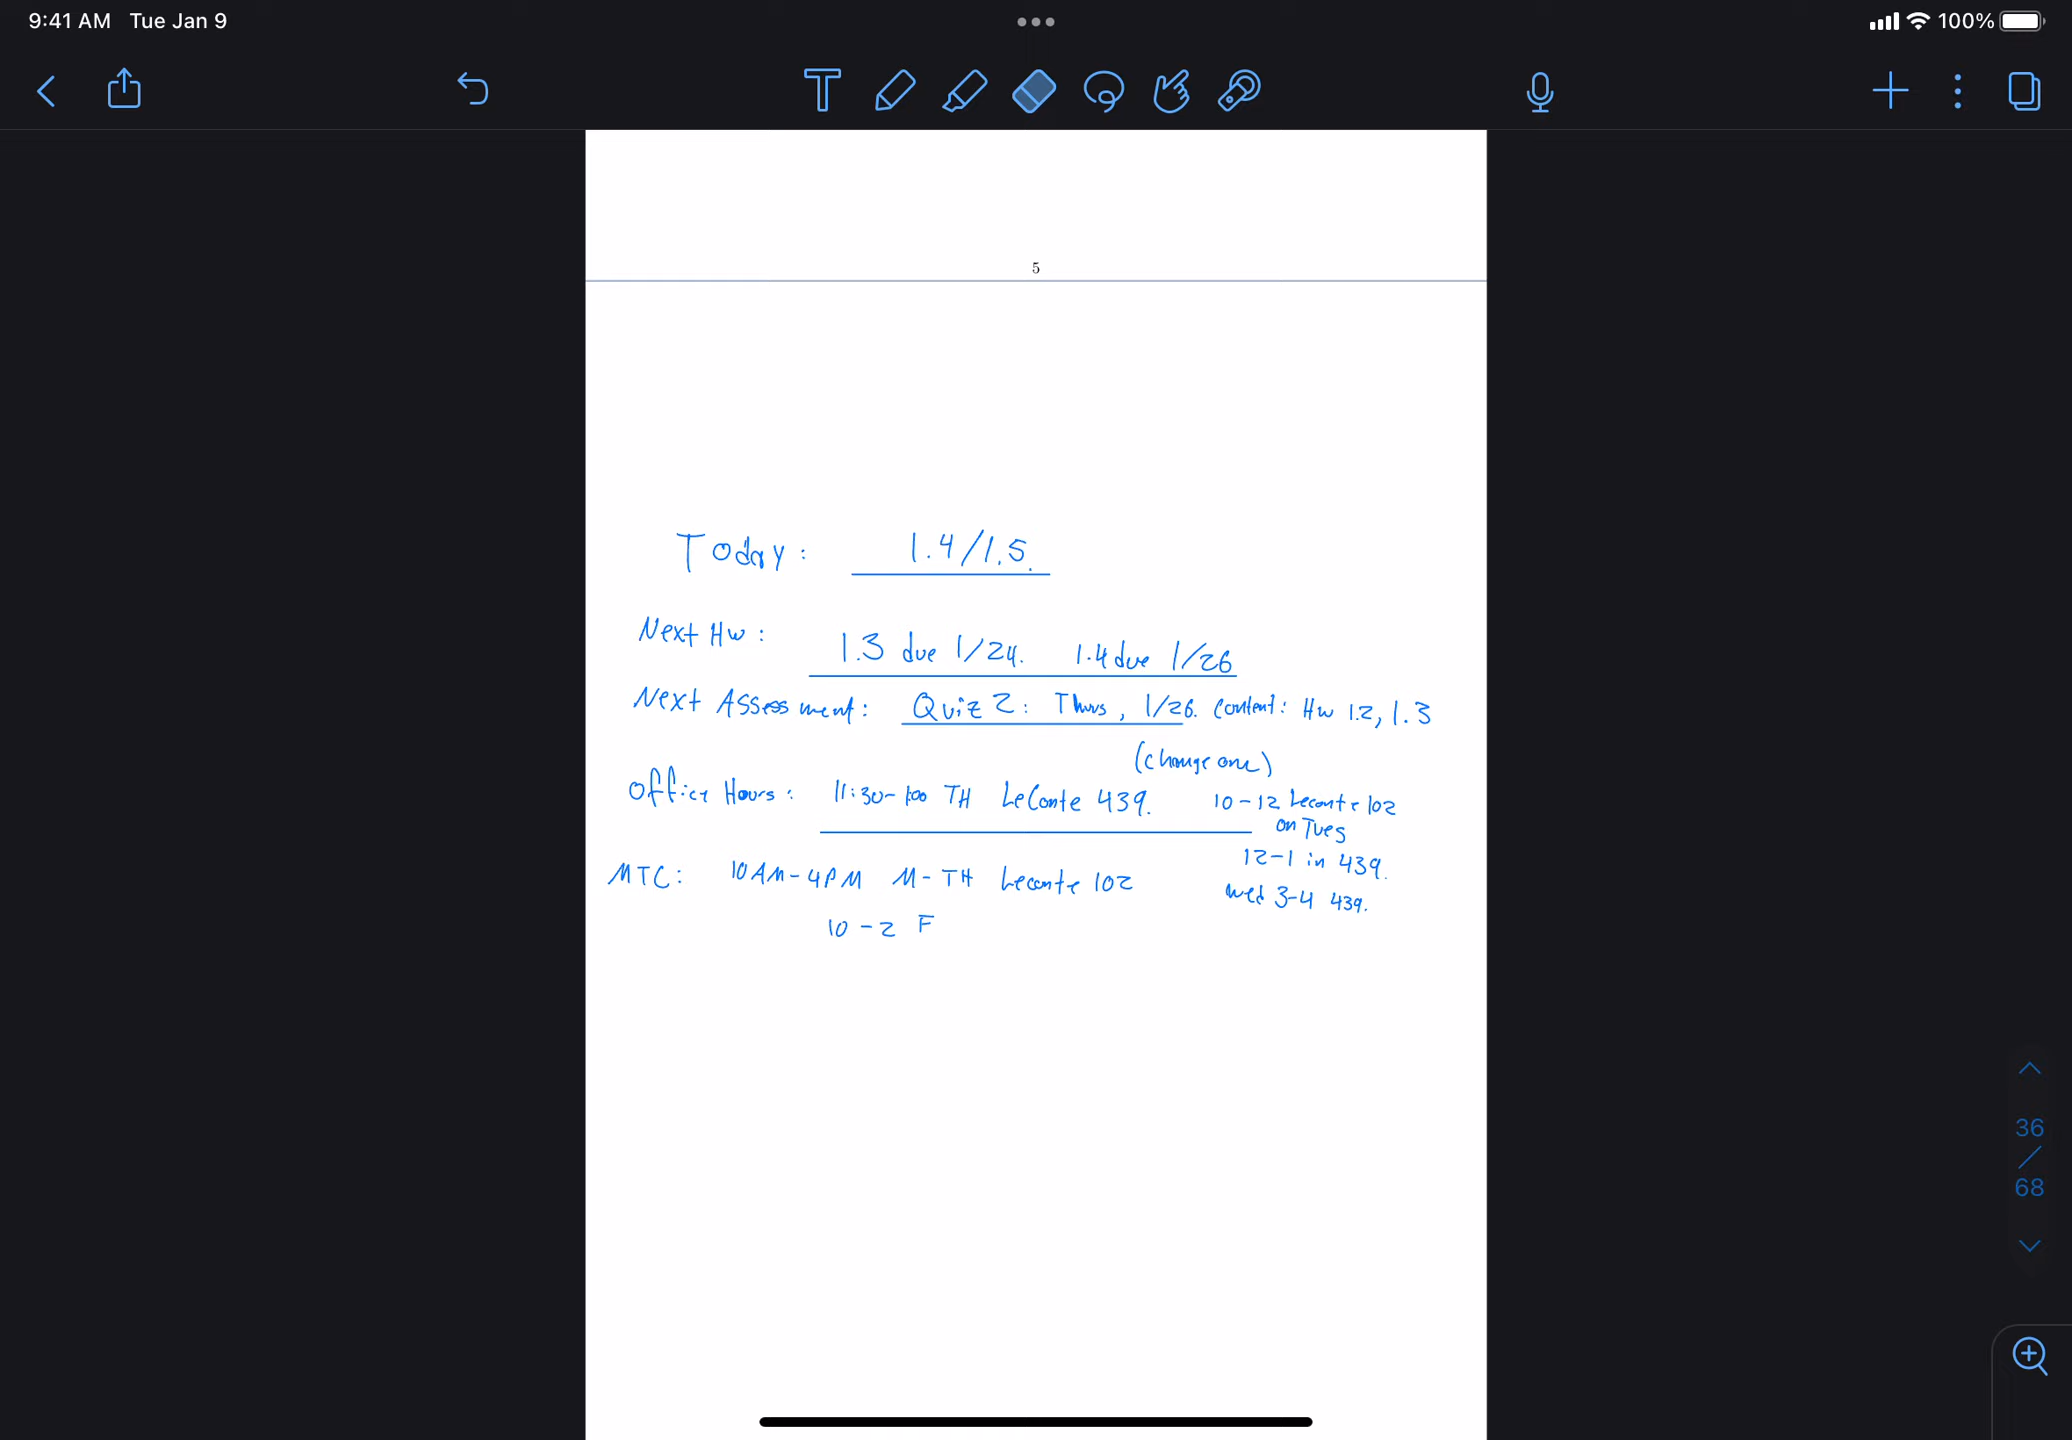 9:41 AM Tue Jan 9
100%
5
Today: 1.4/1.5.
Next Hw: 1.3 due 1/24. 1.4 due 1/26
Next Assessment: Quiz 2: Thurs, 1/26. Content: Hw 1.2, 1.3
(change one)
Office Hours: 11:30-1:00 TH LeConte 439. 10-12 Leconte 102
on Tues
12-1 in 439.
MTC: 10AM-4PM M-TH Leconte 102
Wed 3-4 439.
10-2 F
36
/
68